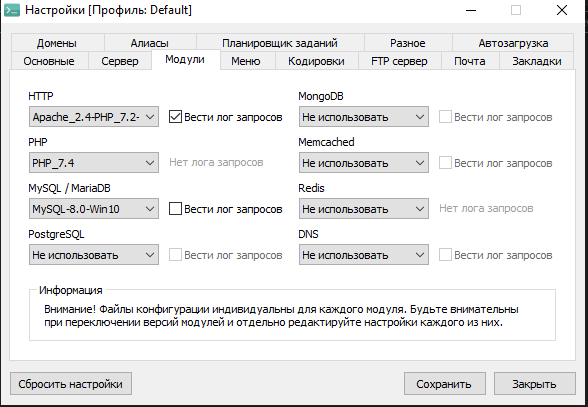 Настройки [Профиль: Default]
Домены Алиасы Планировщик заданий Разное Автозагрузка
Основные Сервер Модули Меню Кодировки FTP сервер Почта Закладки
HTTP MongoDB
Apache_2.4-PHP_7.2- Вести лог запросов Не использовать Вести лог запросов
PHP Memcached
PHP_7.4 Нет лога запросов Не использовать Вести лог запросов
MySQL / MariaDB Redis
MySQL-8.0-Win10 Вести лог запросов Не использовать Нет лога запросов
PostgreSQL DNS
Не использовать Вести лог запросов Не использовать Вести лог запросов
Информация
Внимание! Файлы конфигурации индивидуальны для каждого модуля. Будьте внимательны
при переключении версий модулей и отдельно редактируйте настройки каждого из них.
Сбросить настройки Сохранить Закрыть